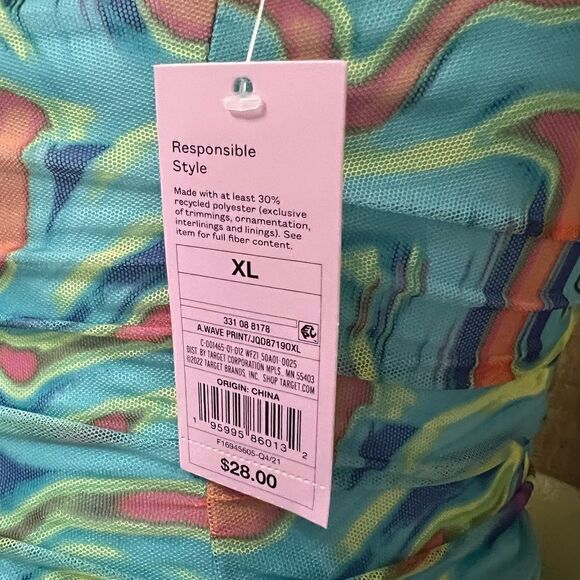 Responsible
Style
Made with at least 30%
recycled polyester (exclusive
of trimmings, ornamentation,
interlinings and linings). See
item for full fiber content.
XL
331 08 8178
A.WAVE PRINT/JQD87190XL
C-001465-01-012 WF21 50A01-0025
DIST. BY TARGET CORPORATION MPLS., MN 55403
©2022 TARGET BRANDS, INC. SHOP TARGET.COM
ORIGIN: CHINA
1 95995 86013 2
F16945605-Q4/21
$28.00